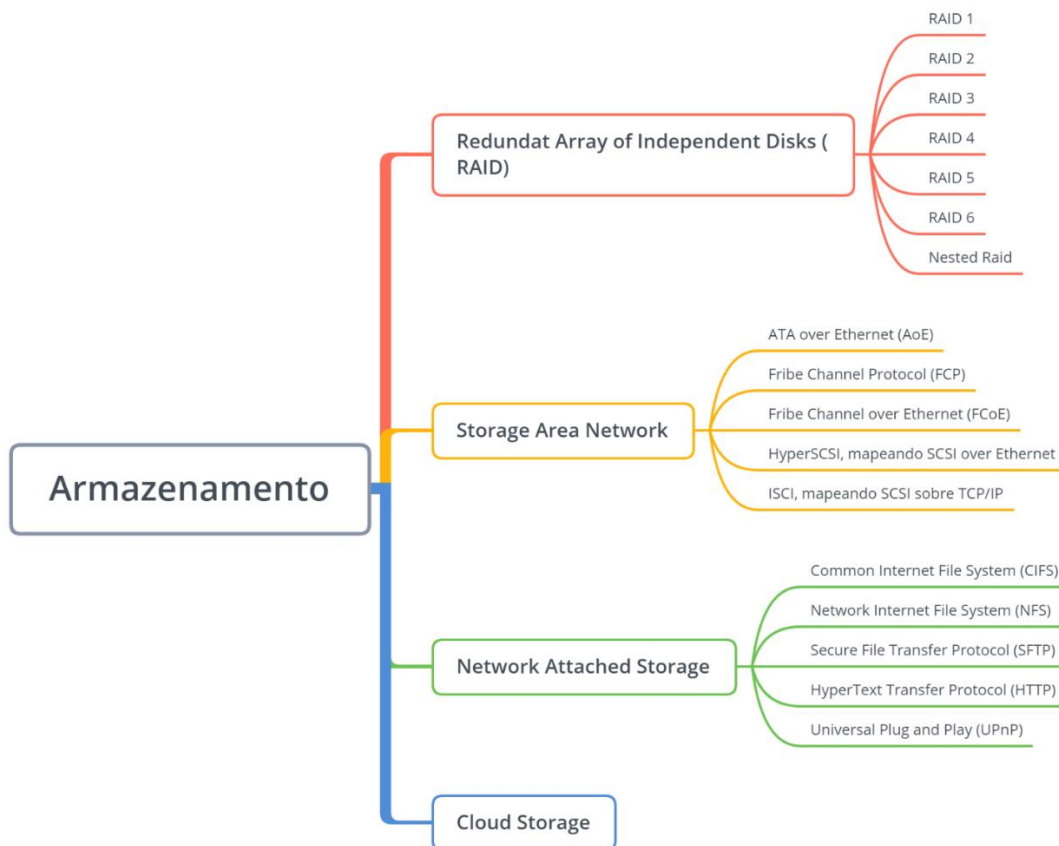 Armazenamento
Redundat Array of Independent Disks (
RAID)
RAID 1
RAID 2
RAID 3
RAID 4
RAID 5
RAID 6
Nested Raid
Storage Area Network
ATA over Ethernet (AoE)
Fribe Channel Protocol (FCP)
Fribe Channel over Ethernet (FCoE)
HyperSCSI, mapeando SCSI over Ethernet
ISCI, mapeando SCSI sobre TCP/IP
Network Attached Storage
Common Internet File System (CIFS)
Network Internet File System (NFS)
Secure File Transfer Protocol (SFTP)
HyperText Transfer Protocol (HTTP)
Universal Plug and Play (UPnP)
Cloud Storage